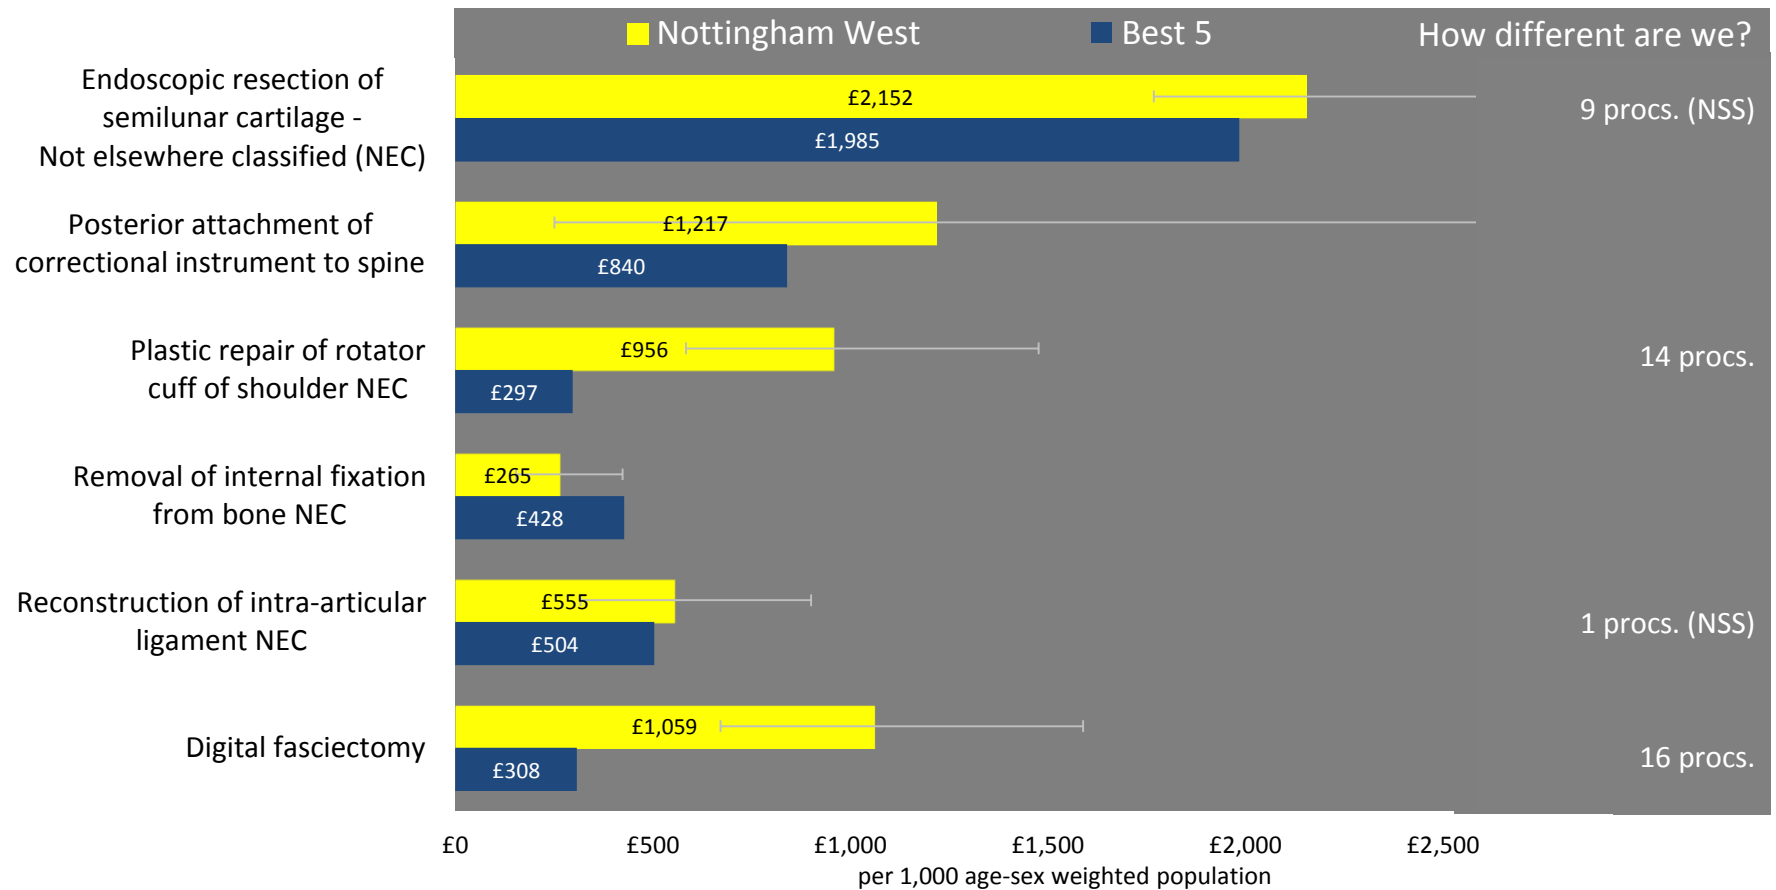 Nottingham West Best 5 How different are we?
Endoscopic resection of
semilunar cartilage -
Not elsewhere classified (NEC)
£2,152
£1,985
9 procs. (NSS)
Posterior attachment of
correctional instrument to spine
£1,217
£840
Plastic repair of rotator
cuff of shoulder NEC
£956
£297
14 procs.
Removal of internal fixation
from bone NEC
£265
£428
Reconstruction of intra-articular
ligament NEC
£555
£504
1 procs. (NSS)
Digital fasciectomy
£1,059
£308
16 procs.
£0 £500 £1,000 £1,500 £2,000 £2,500
per 1,000 age-sex weighted population